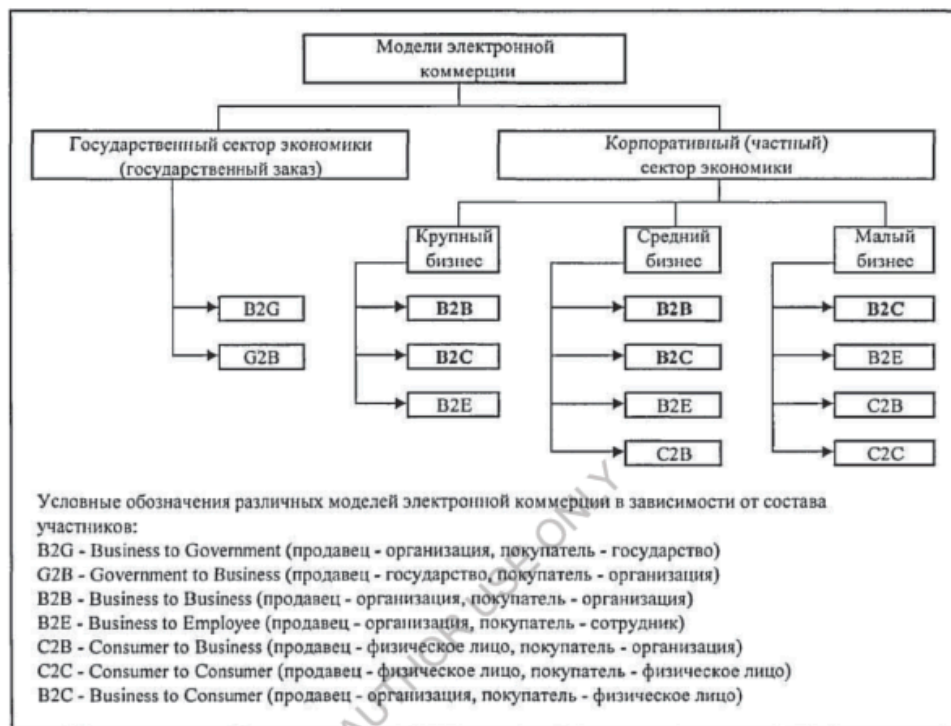 Модели электронной
коммерции
Государственный сектор экономики
(государственный заказ)
Корпоративный (частный)
сектор экономики
Крупный
бизнес
Средний
бизнес
Малый
бизнес
B2G
B2B
B2B
B2C
G2B
B2C
B2C
B2E
B2E
B2E
C2B
C2B
C2C
Условные обозначения различных моделей электронной коммерции в зависимости от состава
участников:
B2G - Business to Government (продавец - организация, покупатель - государство)
G2B - Government to Business (продавец - государство, покупатель - организация)
B2B - Business to Business (продавец - организация, покупатель - организация)
B2E - Business to Employee (продавец - организация, покупатель - сотрудник)
C2B - Consumer to Business (продавец - физическое лицо, покупатель - организация)
C2C - Consumer to Consumer (продавец - физическое лицо, покупатель - физическое лицо)
B2C - Business to Consumer (продавец - организация, покупатель - физическое лицо)
AUTHOR USE ONLY